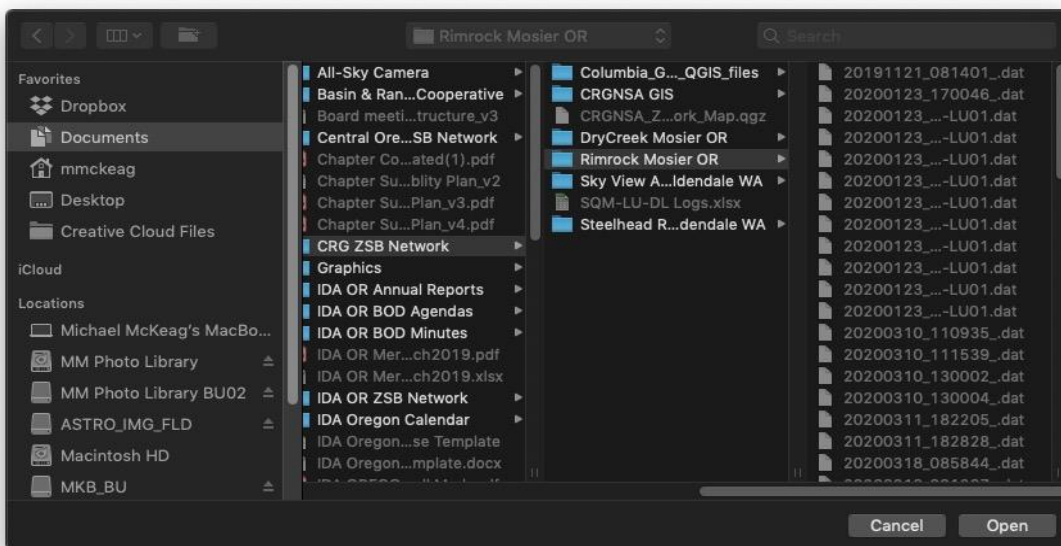 Rimrock Mosier OR
Search
Favorites
Dropbox
Documents
mmckeag
Desktop
Creative Cloud Files
iCloud
Locations
Michael McKeag's MacBo...
MM Photo Library
MM Photo Library BU02
ASTRO_IMG_FLD
Macintosh HD
MKB_BU
All-Sky Camera
Basin & Ran...Cooperative
Board meeti...tructure_v3
Central Ore...SB Network
Chapter Co...ated(1).pdf
Chapter Su...blity Plan_v2
Chapter Su...Plan_v3.pdf
Chapter Su...Plan_v4.pdf
CRG ZSB Network
Graphics
IDA OR Annual Reports
IDA OR BOD Agendas
IDA OR BOD Minutes
IDA OR Mer...ch2019.pdf
IDA OR Mer...ch2019.xlsx
IDA OR ZSB Network
IDA Oregon Calendar
IDA Oregon...se Template
IDA Oregon...mplate.docx
Columbia_G..._QGIS_files
CRGNSA GIS
CRGNSA_Z...ork_Map.qgz
DryCreek Mosier OR
Rimrock Mosier OR
Sky View A...ldendale WA
SQM-LU-DL Logs.xlsx
Steelhead R...dendale WA
20191121_081401_.dat
20200123_170046_.dat
20200123_...-LU01.dat
20200123_...-LU01.dat
20200123_...-LU01.dat
20200123_...-LU01.dat
20200123_...-LU01.dat
20200123_...-LU01.dat
20200123_...-LU01.dat
20200123_...-LU01.dat
20200123_...-LU01.dat
20200123_...-LU01.dat
20200310_110935_.dat
20200310_111539_.dat
20200310_130002_.dat
20200310_130004_.dat
20200311_182205_.dat
20200311_182828_.dat
20200318_085844_.dat
Cancel
Open